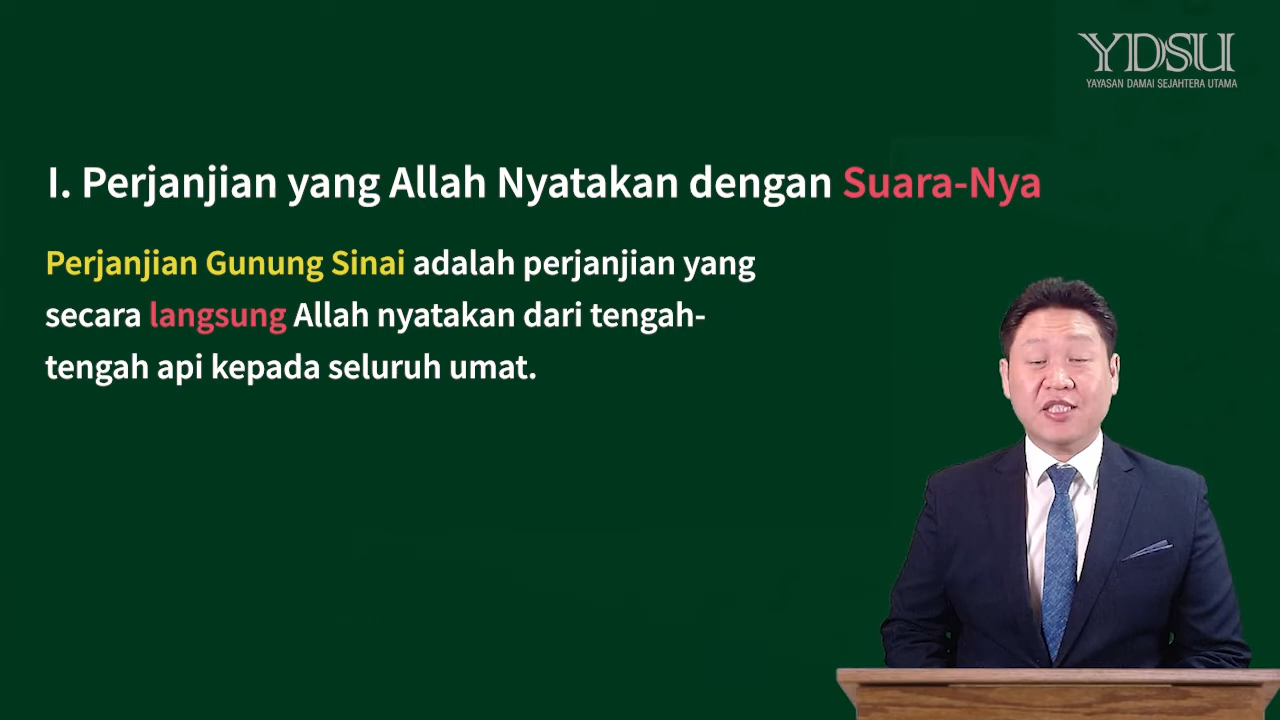 YDSU
YAYASAN DAMAI SEJAHTERA UTAMA
I. Perjanjian yang Allah Nyatakan dengan Suara-Nya
Perjanjian Gunung Sinai adalah perjanjian yang
secara langsung Allah nyatakan dari tengah-
tengah api kepada seluruh umat.